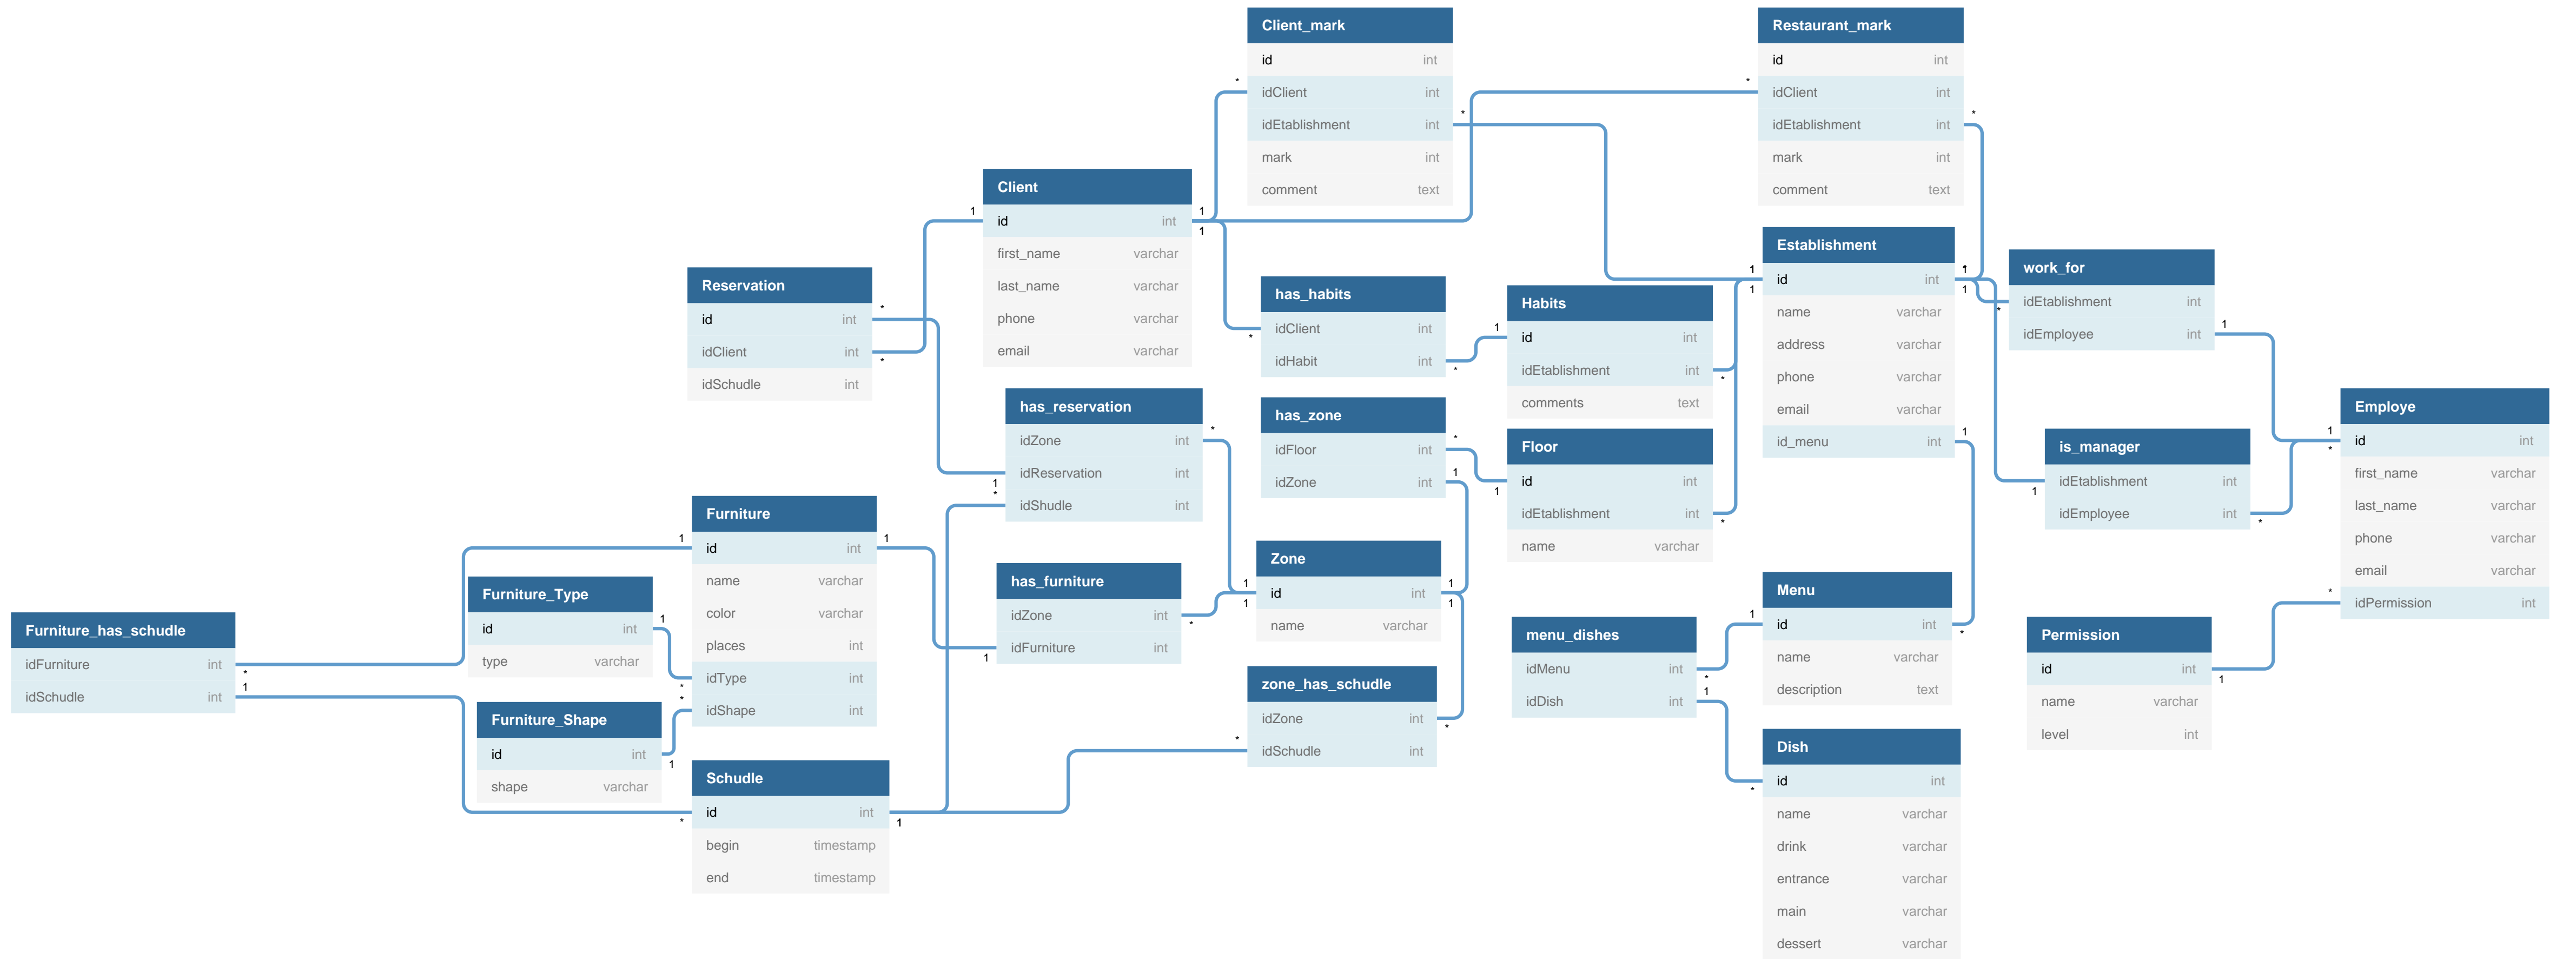 Client_mark
id int
idClient int
idEtablishment int
mark int
comment text
Restaurant_mark
id int
idClient int
idEtablishment int
mark int
comment text
Client
id int
first_name varchar
last_name varchar
phone varchar
email varchar
Establishment
id int
name varchar
address varchar
phone varchar
email varchar
id_menu int
work_for
idEtablishment int
idEmployee int
Reservation
id int
idClient int
idSchudle int
has_habits
idClient int
idHabit int
Habits
id int
idEtablishment int
comments text
has_reservation
idZone int
idReservation int
idShudle int
has_zone
idFloor int
idZone int
Floor
id int
idEtablishment int
name varchar
is_manager
idEtablishment int
idEmployee int
Employe
id int
first_name varchar
last_name varchar
phone varchar
email varchar
idPermission int
Furniture
id int
name varchar
color varchar
places int
idType int
idShape int
Furniture_Type
id int
type varchar
Furniture_has_schudle
idFurniture int
idSchudle int
Furniture_Shape
id int
shape varchar
has_furniture
idZone int
idFurniture int
Zone
id int
name varchar
zone_has_schudle
idZone int
idSchudle int
menu_dishes
idMenu int
idDish int
Menu
id int
name varchar
description text
Permission
id int
name varchar
level int
Schudle
id int
begin timestamp
end timestamp
Dish
id int
name varchar
drink varchar
entrance varchar
main varchar
dessert varchar